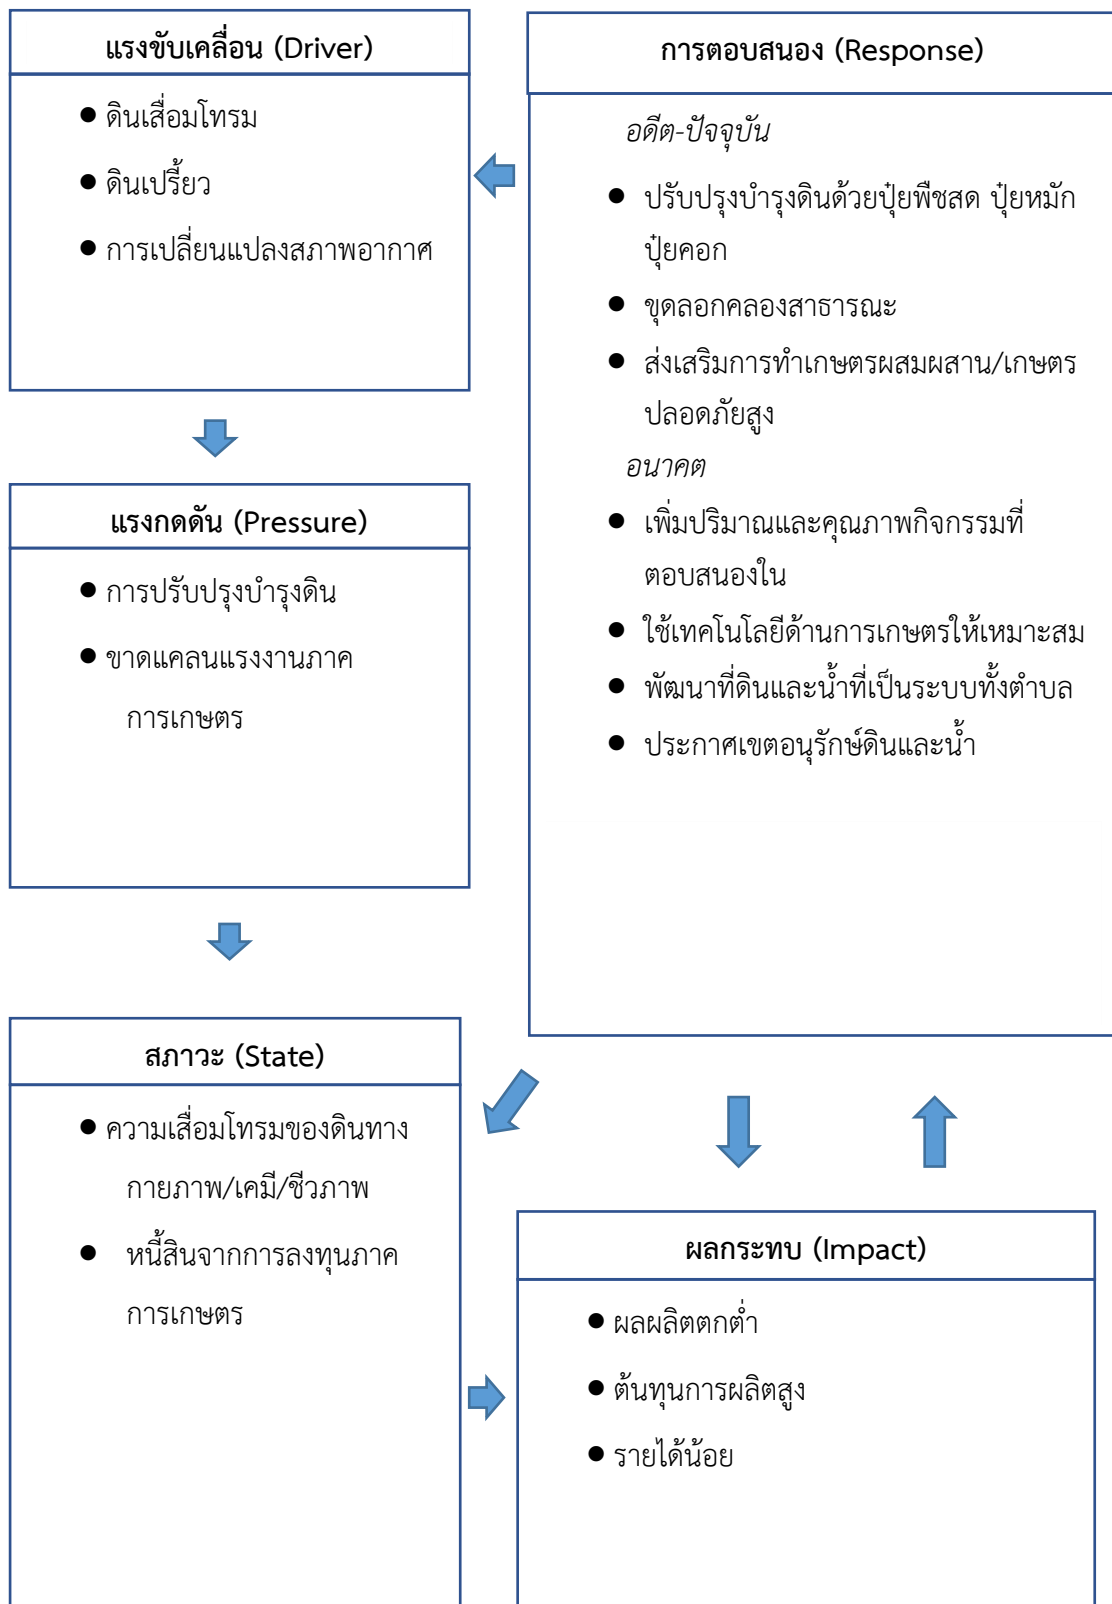 แรงขับเคลื่อน (Driver)
● ดินเสื่อมโทรม
● ดินเปรี้ยว
● การเปลี่ยนแปลงสภาพอากาศ
แรงกดดัน (Pressure)
● การปรับปรุงบำรุงดิน
● ขาดแคลนแรงงานภาค
การเกษตร
สภาวะ (State)
● ความเสื่อมโทรมของดินทาง
กายภาพ/เคมี/ชีวภาพ
● หนี้สินจากการลงทุนภาค
การเกษตร
การตอบสนอง (Response)
อดีต-ปัจจุบัน
● ปรับปรุงบำรุงดินด้วยปุ๋ยพืชสด ปุ๋ยหมัก
ปุ๋ยคอก
● ขุดลอกคลองสาธารณะ
● ส่งเสริมการทำเกษตรผสมผสาน/เกษตร
ปลอดภัยสูง
อนาคต
● เพิ่มปริมาณและคุณภาพกิจกรรมที่
ตอบสนองใน
● ใช้เทคโนโลยีด้านการเกษตรให้เหมาะสม
● พัฒนาที่ดินและน้ำที่เป็นระบบทั้งตำบล
● ประกาศเขตอนุรักษ์ดินและน้ำ
ผลกระทบ (Impact)
● ผลผลิตตกต่ำ
● ต้นทุนการผลิตสูง
● รายได้น้อย